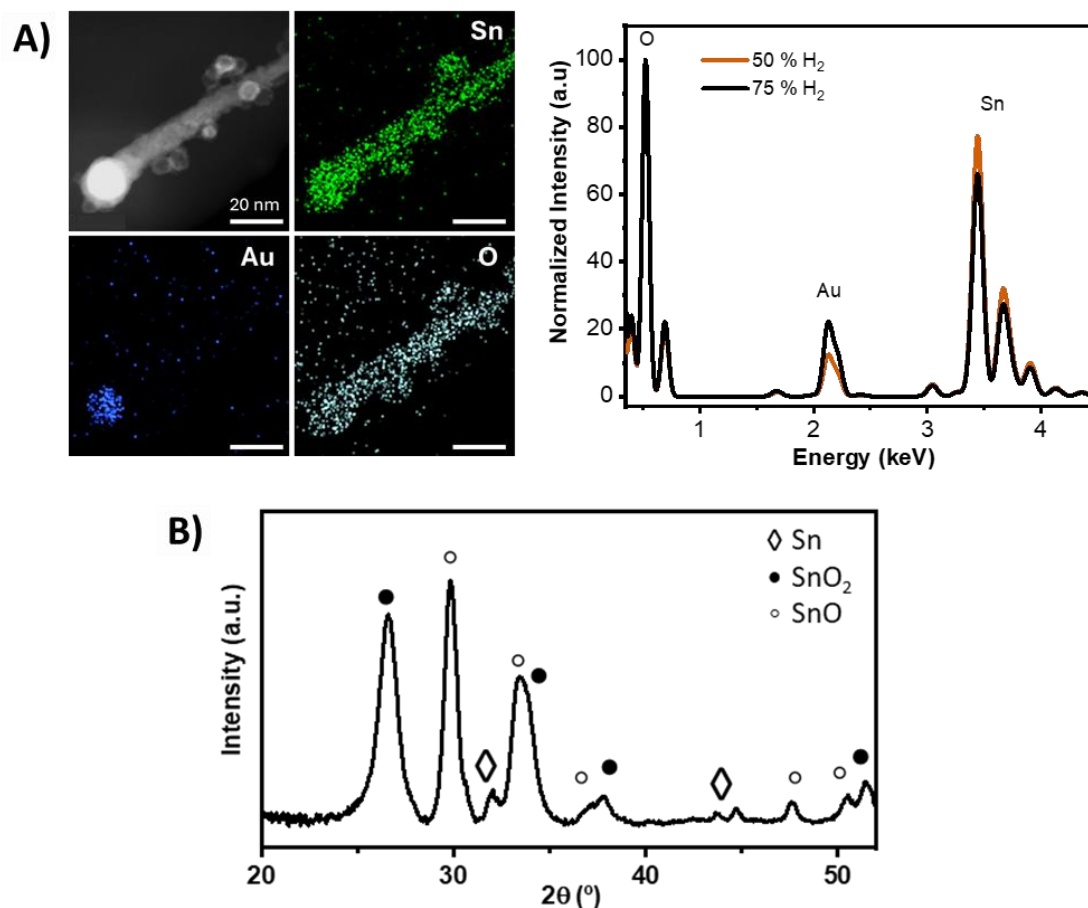 A)
Sn
20 nm
Au
O
Normalized Intensity (a.u)
100
80
60
40
20
0
O
50 % H₂
75 % H₂
Au
Sn
1
2
3
4
Energy (keV)
B)
Intensity (a.u.)
Sn
SnO₂
SnO
20
30
40
50
2θ (º)